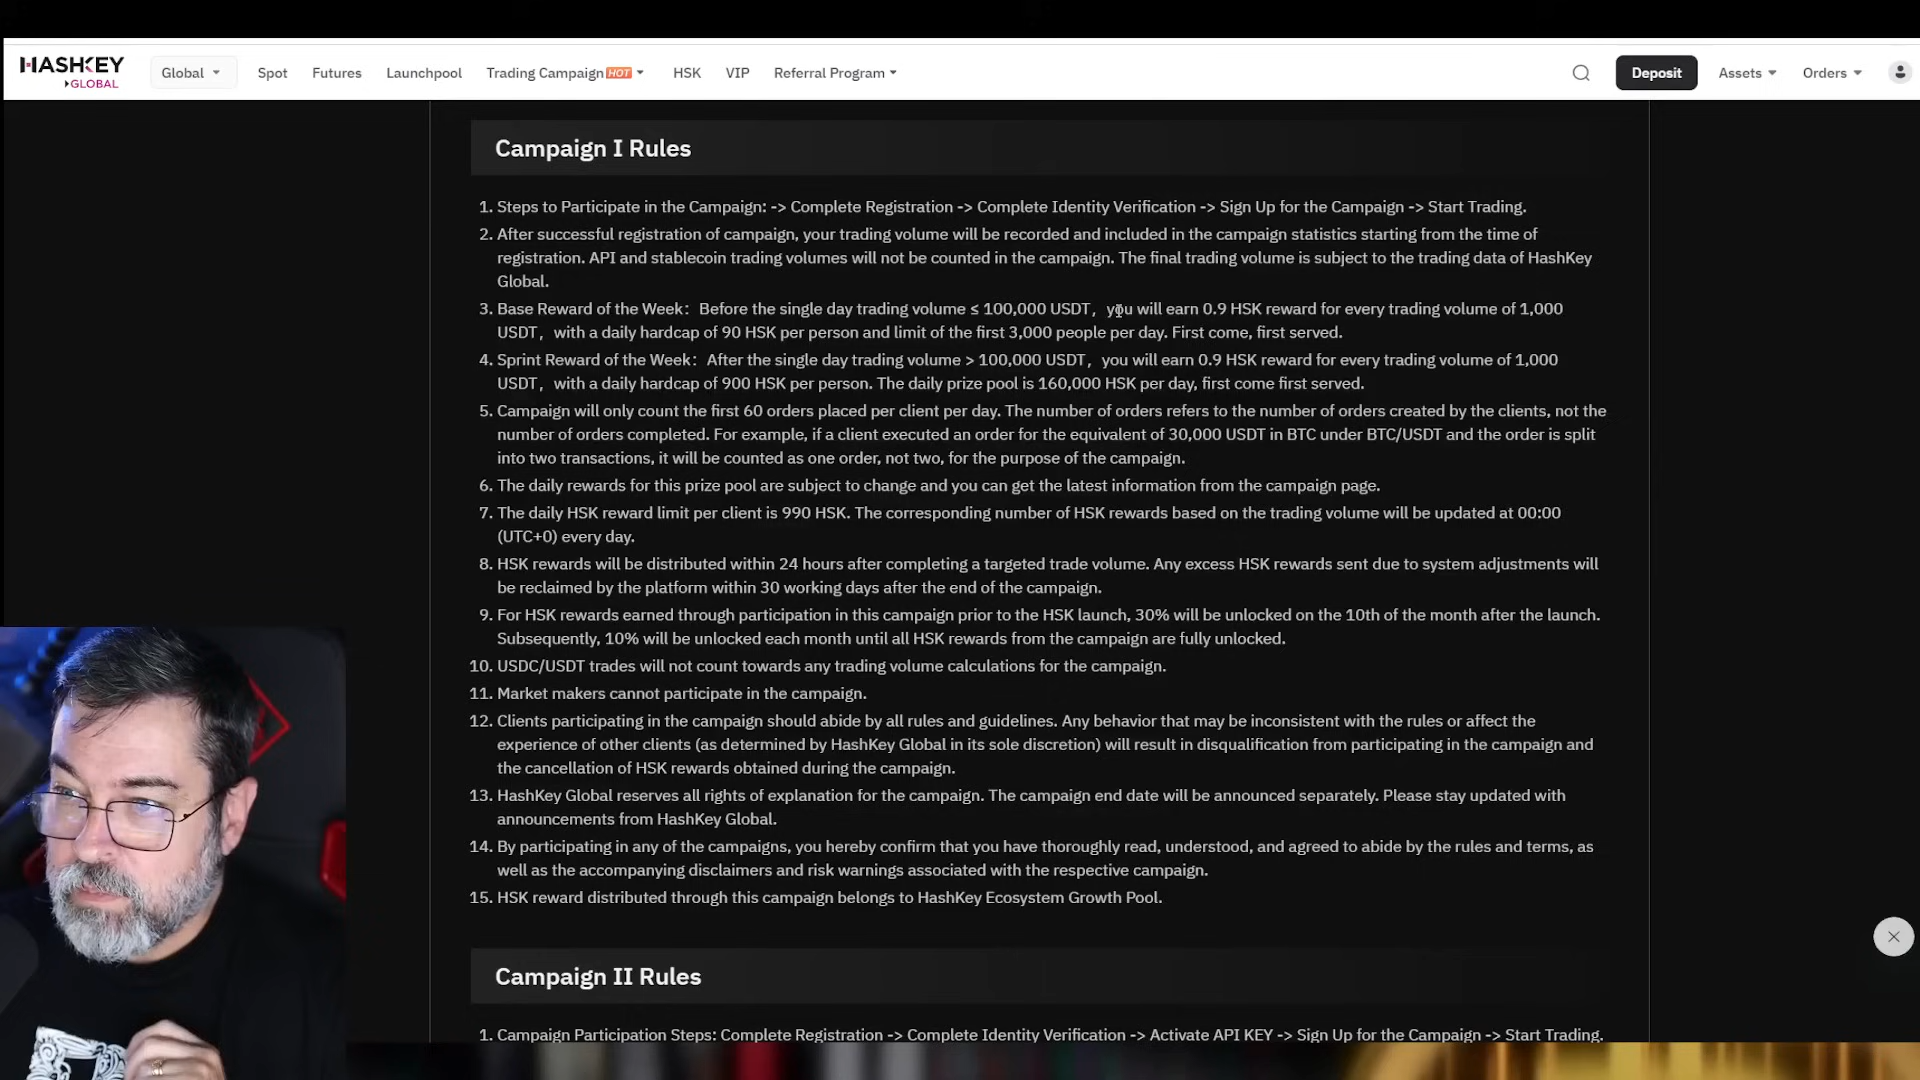 HASHKEY
GLOBAL
Global
Spot
Futures
Launchpool
Trading Campaign HOT
HSK
VIP
Referral Program
Deposit
Assets
Orders
Campaign I Rules
1. Steps to Participate in the Campaign: -> Complete Registration -> Complete Identity Verification -> Sign Up for the Campaign -> Start Trading.
2. After successful registration of campaign, your trading volume will be recorded and included in the campaign statistics starting from the time of
registration. API and stablecoin trading volumes will not be counted in the campaign. The final trading volume is subject to the trading data of HashKey
Global.
3. Base Reward of the Week：Before the single day trading volume ≤ 100,000 USDT，you will earn 0.9 HSK reward for every trading volume of 1,000
USDT，with a daily hardcap of 90 HSK per person and limit of the first 3,000 people per day. First come, first served.
4. Sprint Reward of the Week：After the single day trading volume > 100,000 USDT，you will earn 0.9 HSK reward for every trading volume of 1,000
USDT，with a daily hardcap of 900 HSK per person. The daily prize pool is 160,000 HSK per day, first come first served.
5. Campaign will only count the first 60 orders placed per client per day. The number of orders refers to the number of orders created by the clients, not the
number of orders completed. For example, if a client executed an order for the equivalent of 30,000 USDT in BTC under BTC/USDT and the order is split
into two transactions, it will be counted as one order, not two, for the purpose of the campaign.
6. The daily rewards for this prize pool are subject to change and you can get the latest information from the campaign page.
7. The daily HSK reward limit per client is 990 HSK. The corresponding number of HSK rewards based on the trading volume will be updated at 00:00
(UTC+0) every day.
8. HSK rewards will be distributed within 24 hours after completing a targeted trade volume. Any excess HSK rewards sent due to system adjustments will
be reclaimed by the platform within 30 working days after the end of the campaign.
9. For HSK rewards earned through participation in this campaign prior to the HSK launch, 30% will be unlocked on the 10th of the month after the launch.
Subsequently, 10% will be unlocked each month until all HSK rewards from the campaign are fully unlocked.
10. USDC/USDT trades will not count towards any trading volume calculations for the campaign.
11. Market makers cannot participate in the campaign.
12. Clients participating in the campaign should abide by all rules and guidelines. Any behavior that may be inconsistent with the rules or affect the
experience of other clients (as determined by HashKey Global in its sole discretion) will result in disqualification from participating in the campaign and
the cancellation of HSK rewards obtained during the campaign.
13. HashKey Global reserves all rights of explanation for the campaign. The campaign end date will be announced separately. Please stay updated with
announcements from HashKey Global.
14. By participating in any of the campaigns, you hereby confirm that you have thoroughly read, understood, and agreed to abide by the rules and terms, as
well as the accompanying disclaimers and risk warnings associated with the respective campaign.
15. HSK reward distributed through this campaign belongs to HashKey Ecosystem Growth Pool.
Campaign II Rules
1. Campaign Participation Steps: Complete Registration -> Complete Identity Verification -> Activate API KEY -> Sign Up for the Campaign -> Start Trading.